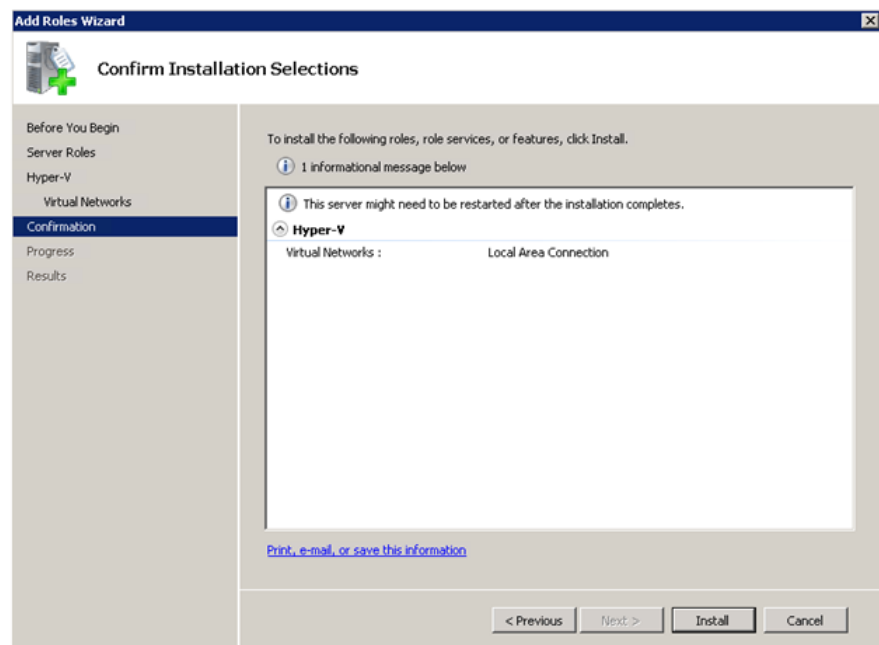 Add Roles Wizard
Confirm Installation Selections
Before You Begin
Server Roles
Hyper-V
Virtual Networks
Confirmation
Progress
Results
To install the following roles, role services, or features, click Install.
1 informational message below
This server might need to be restarted after the installation completes.
Hyper-V
Virtual Networks : Local Area Connection
Print, e-mail, or save this information
< Previous Next > Install Cancel